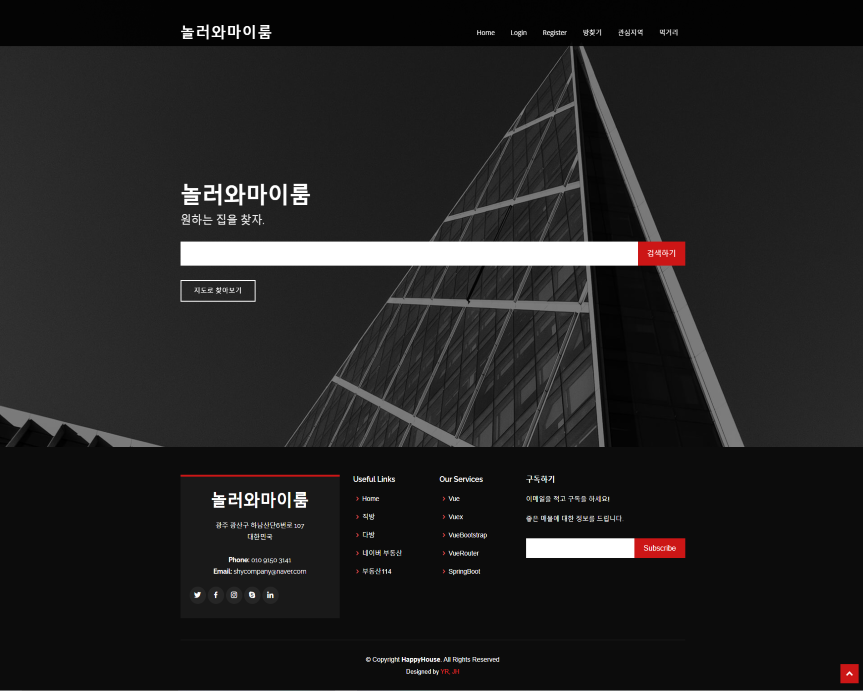 놀러와마이룸
Home Login Register 방찾기 관심지역 먹거리
놀러와마이룸
원하는 집을 찾자.
검색하기
지도로 찾아보기
놀러와마이룸
광주 광산구 하남산단6번로 107
대한민국
Phone: 010 9150 3141
Email: shycompany@naver.com
Useful Links
Home
직방
다방
네이버 부동산
부동산114
Our Services
Vue
Vuex
VueBootstrap
VueRouter
SpringBoot
구독하기
이메일을 적고 구독을 하세요!
좋은 매물에 대한 정보를 드립니다.
Subscribe
© Copyright HappyHouse. All Rights Reserved
Designed by YR, JH